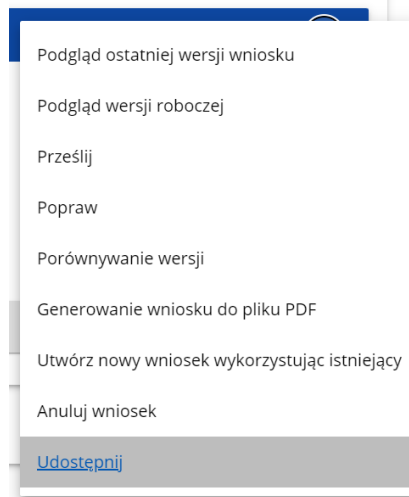 Podgląd ostatniej wersji wniosku
Podgląd wersji roboczej
Prześlij
Popraw
Porównywanie wersji
Generowanie wniosku do pliku PDF
Utwórz nowy wniosek wykorzystując istniejący
Anuluj wniosek
Udostępnij